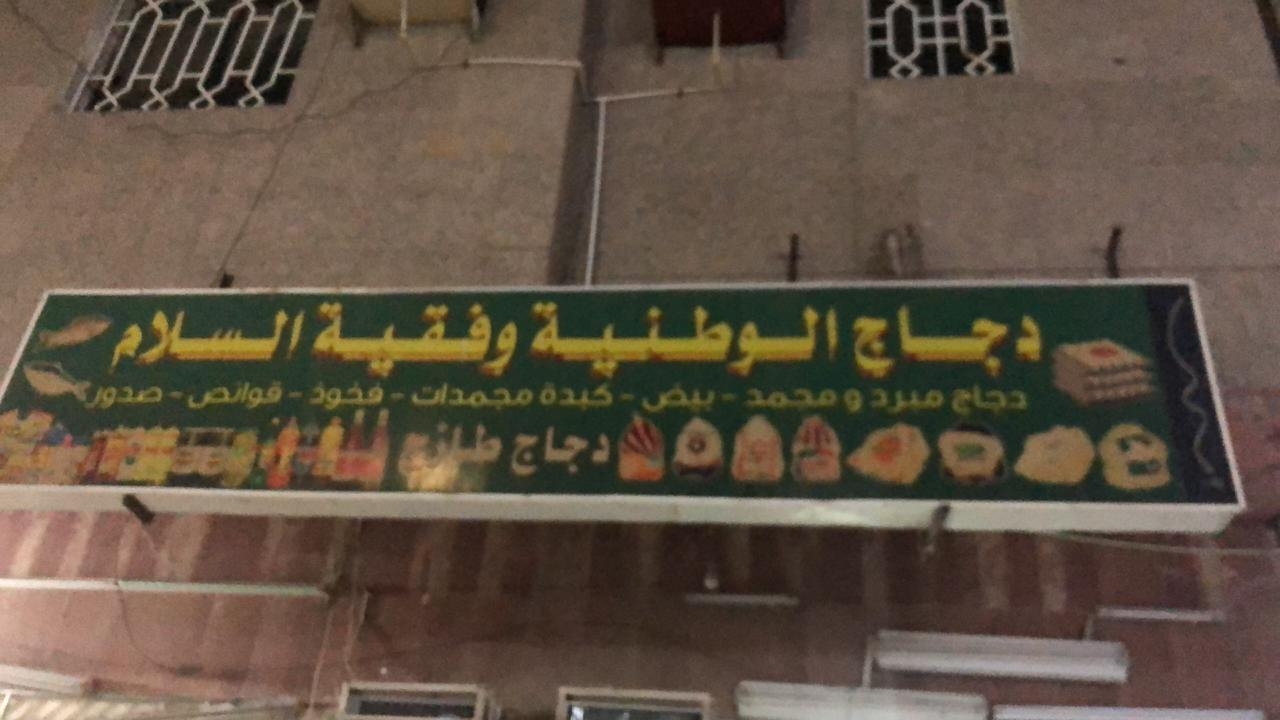 دجاج الوطنية وفقية السلام
دجاج مبرد و مجمد - بيض - كبدة مجمدات - فخوذ - قوانص - صدور
دجاج طازج